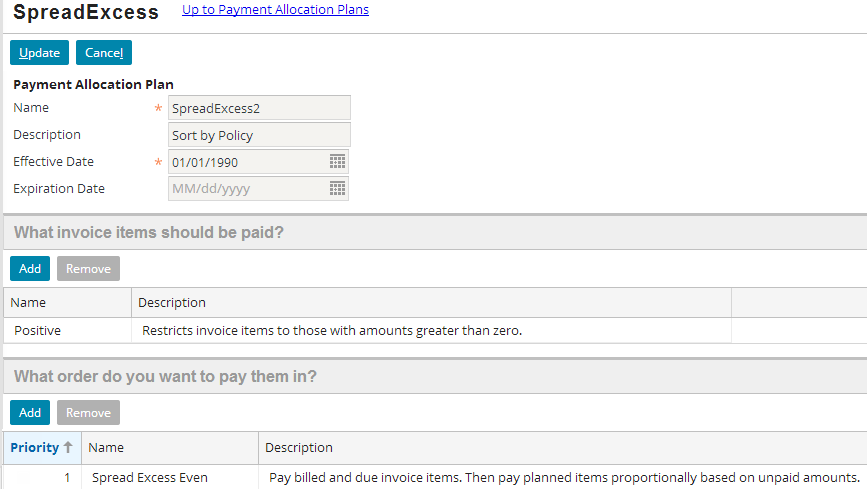 SpreadExcess Up to Payment Allocation Plans
Update Cancel
Payment Allocation Plan
Name * SpreadExcess2
Description Sort by Policy
Effective Date * 01/01/1990
Expiration Date MM/dd/yyyy
What invoice items should be paid?
Add Remove
Name Description
Positive Restricts invoice items to those with amounts greater than zero.
What order do you want to pay them in?
Add Remove
Priority ↑ Name Description
1 Spread Excess Even Pay billed and due invoice items. Then pay planned items proportionally based on unpaid amounts.